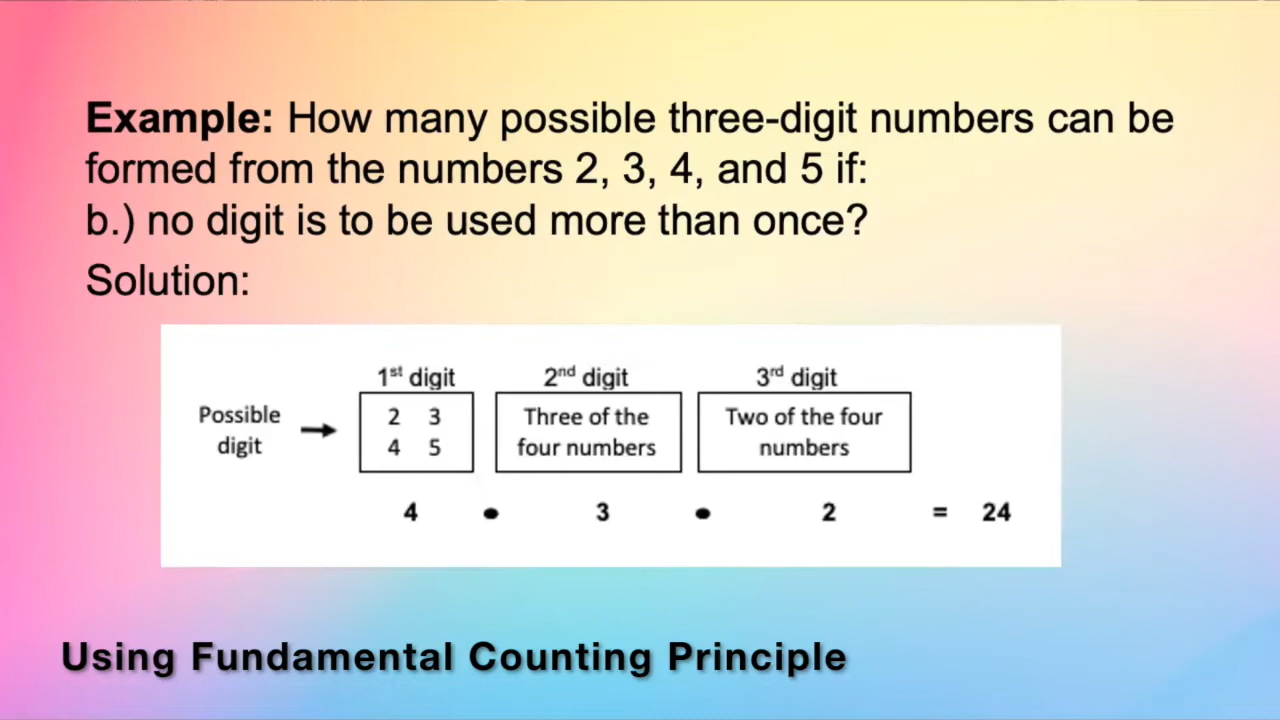 Example: How many possible three-digit numbers can be
formed from the numbers 2, 3, 4, and 5 if:
b.) no digit is to be used more than once?
Solution:
1st digit 2nd digit 3rd digit
Possible digit
2 3
4 5
Three of the
four numbers
Two of the four
numbers
4 • 3 • 2 = 24
Using Fundamental Counting Principle